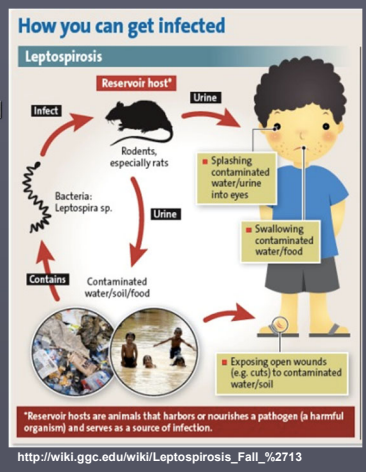 How you can get infected
Leptospirosis
Reservoir host*
Urine
Infect
Rodents,
especially rats
Splashing
contaminated
water/urine
into eyes
Bacteria:
Leptospira sp.
Urine
Swallowing
contaminated
water/food
Contains
Contaminated
water/soil/food
Exposing open wounds
(e.g. cuts) to contaminated
water/soil
*Reservoir hosts are animals that harbors or nourishes a pathogen (a harmful
organism) and serves as a source of infection.
http://wiki.ggc.edu/wiki/Leptospirosis_Fall_%2713